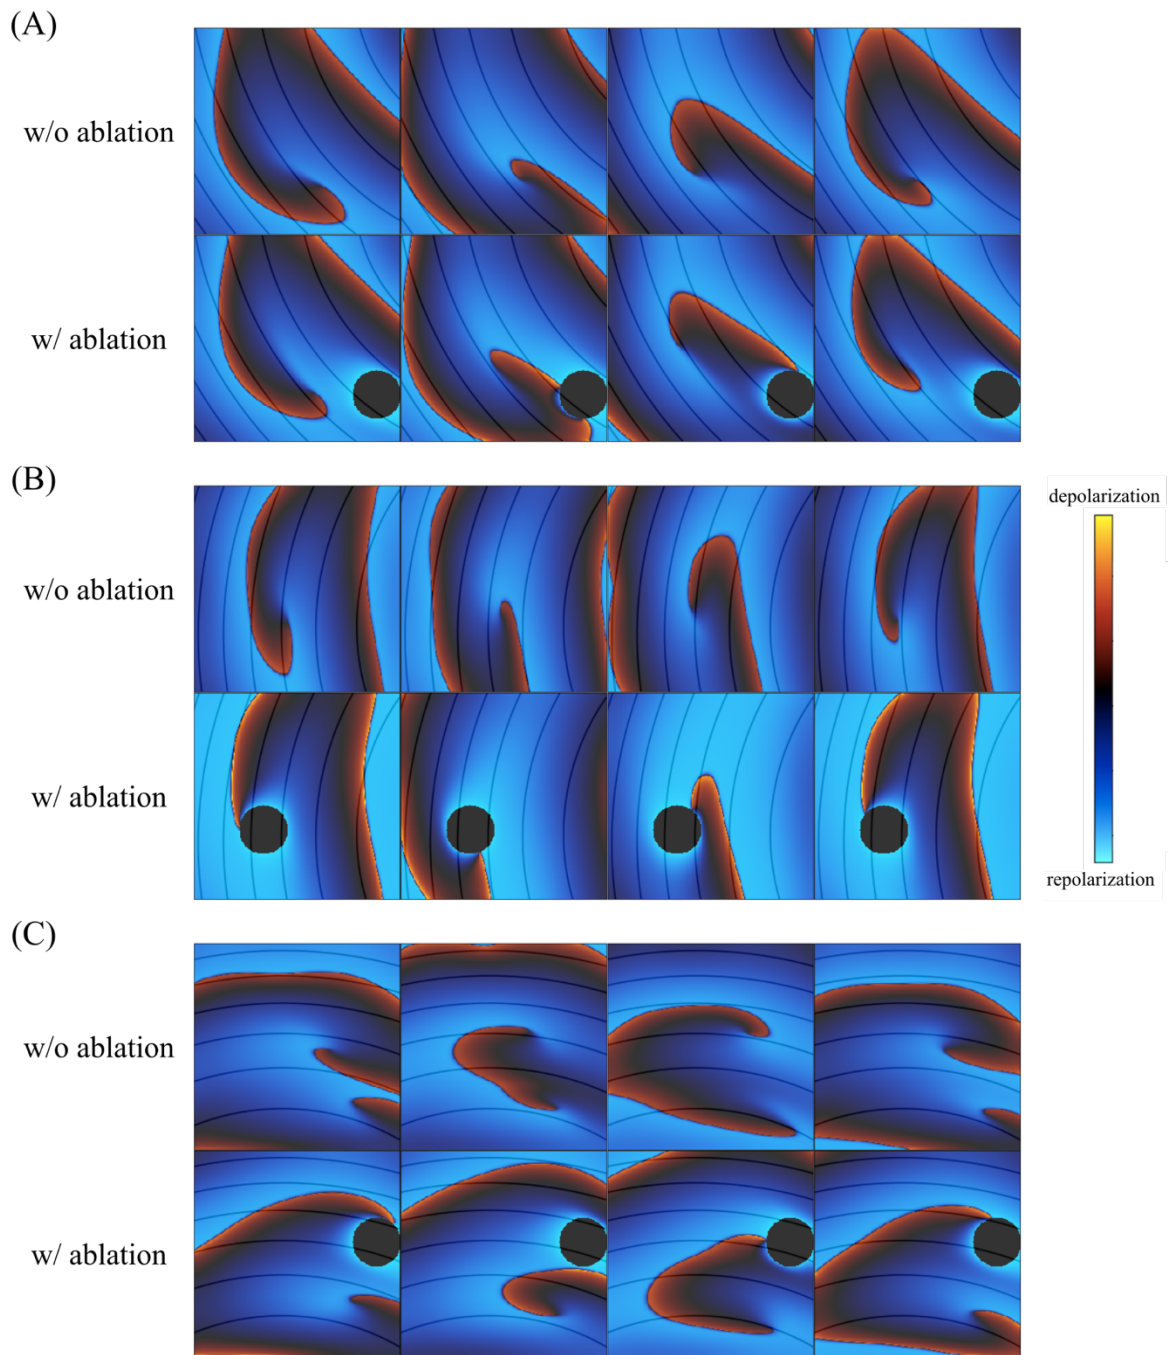 (A)
w/o ablation
w/ ablation
(B)
depolarization
w/o ablation
w/ ablation
repolarization
(C)
w/o ablation
w/ ablation